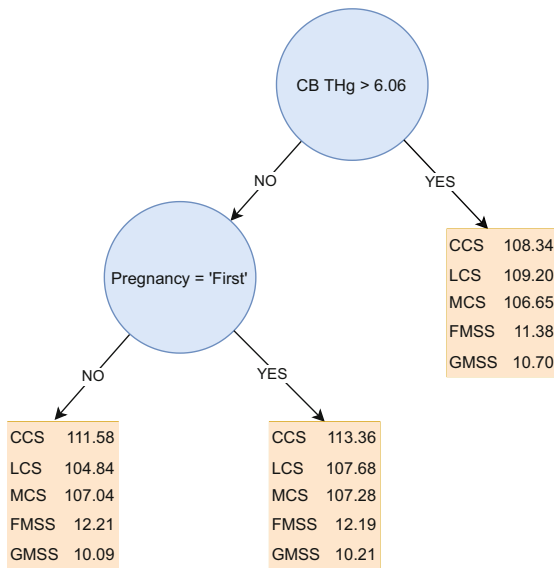 CB THg > 6.06
NO
YES
Pregnancy = 'First'
CCS 108.34
LCS 109.20
MCS 106.65
FMSS 11.38
GMSS 10.70
NO
YES
CCS 111.58
LCS 104.84
MCS 107.04
FMSS 12.21
GMSS 10.09
CCS 113.36
LCS 107.68
MCS 107.28
FMSS 12.19
GMSS 10.21